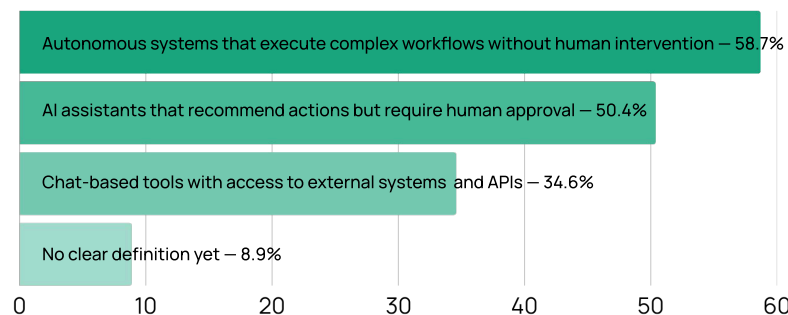 Autonomous systems that execute complex workflows without human intervention — 58.7%
AI assistants that recommend actions but require human approval — 50.4%
Chat-based tools with access to external systems and APIs — 34.6%
No clear definition yet — 8.9%
0 10 20 30 40 50 60